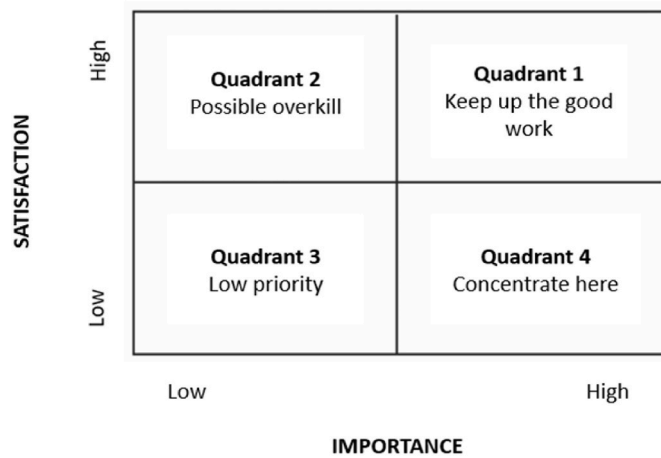 High
Quadrant 2
Possible overkill
Quadrant 1
Keep up the good
work
SATISFACTION
Quadrant 3
Low priority
Quadrant 4
Concentrate here
Low
Low
High
IMPORTANCE